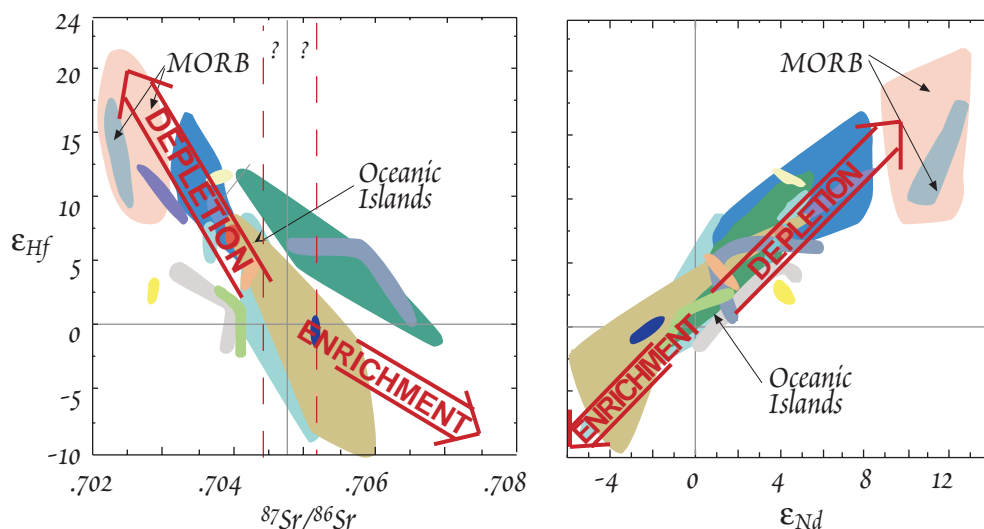 24
20
15
10
5
0
-5
-10
εHf
.702
.704
.706
.708
87Sr/86Sr
MORB
? ?
Oceanic
Islands
DEPLETION
ENRICHMENT
MORB
DEPLETION
ENRICHMENT
Oceanic
Islands
-4
0
4
8
12
εNd